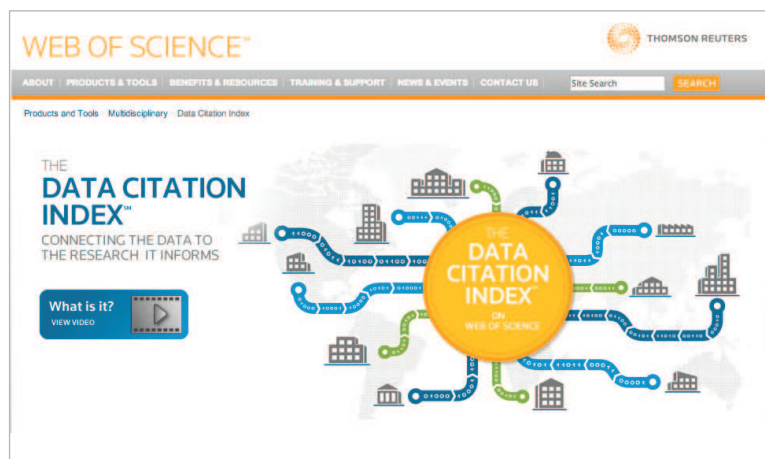 WEB OF SCIENCE™
THOMSON REUTERS
ABOUT PRODUCTS & TOOLS BENEFITS & RESOURCES TRAINING & SUPPORT NEWS & EVENTS CONTACT US Site Search SEARCH
Products and Tools Multidisciplinary Data Citation Index
THE
DATA CITATION
INDEX℠
CONNECTING THE DATA TO
THE RESEARCH IT INFORMS
What is it?
VIEW VIDEO
THE
DATA
CITATION
INDEX
ON
WEB OF SCIENCE